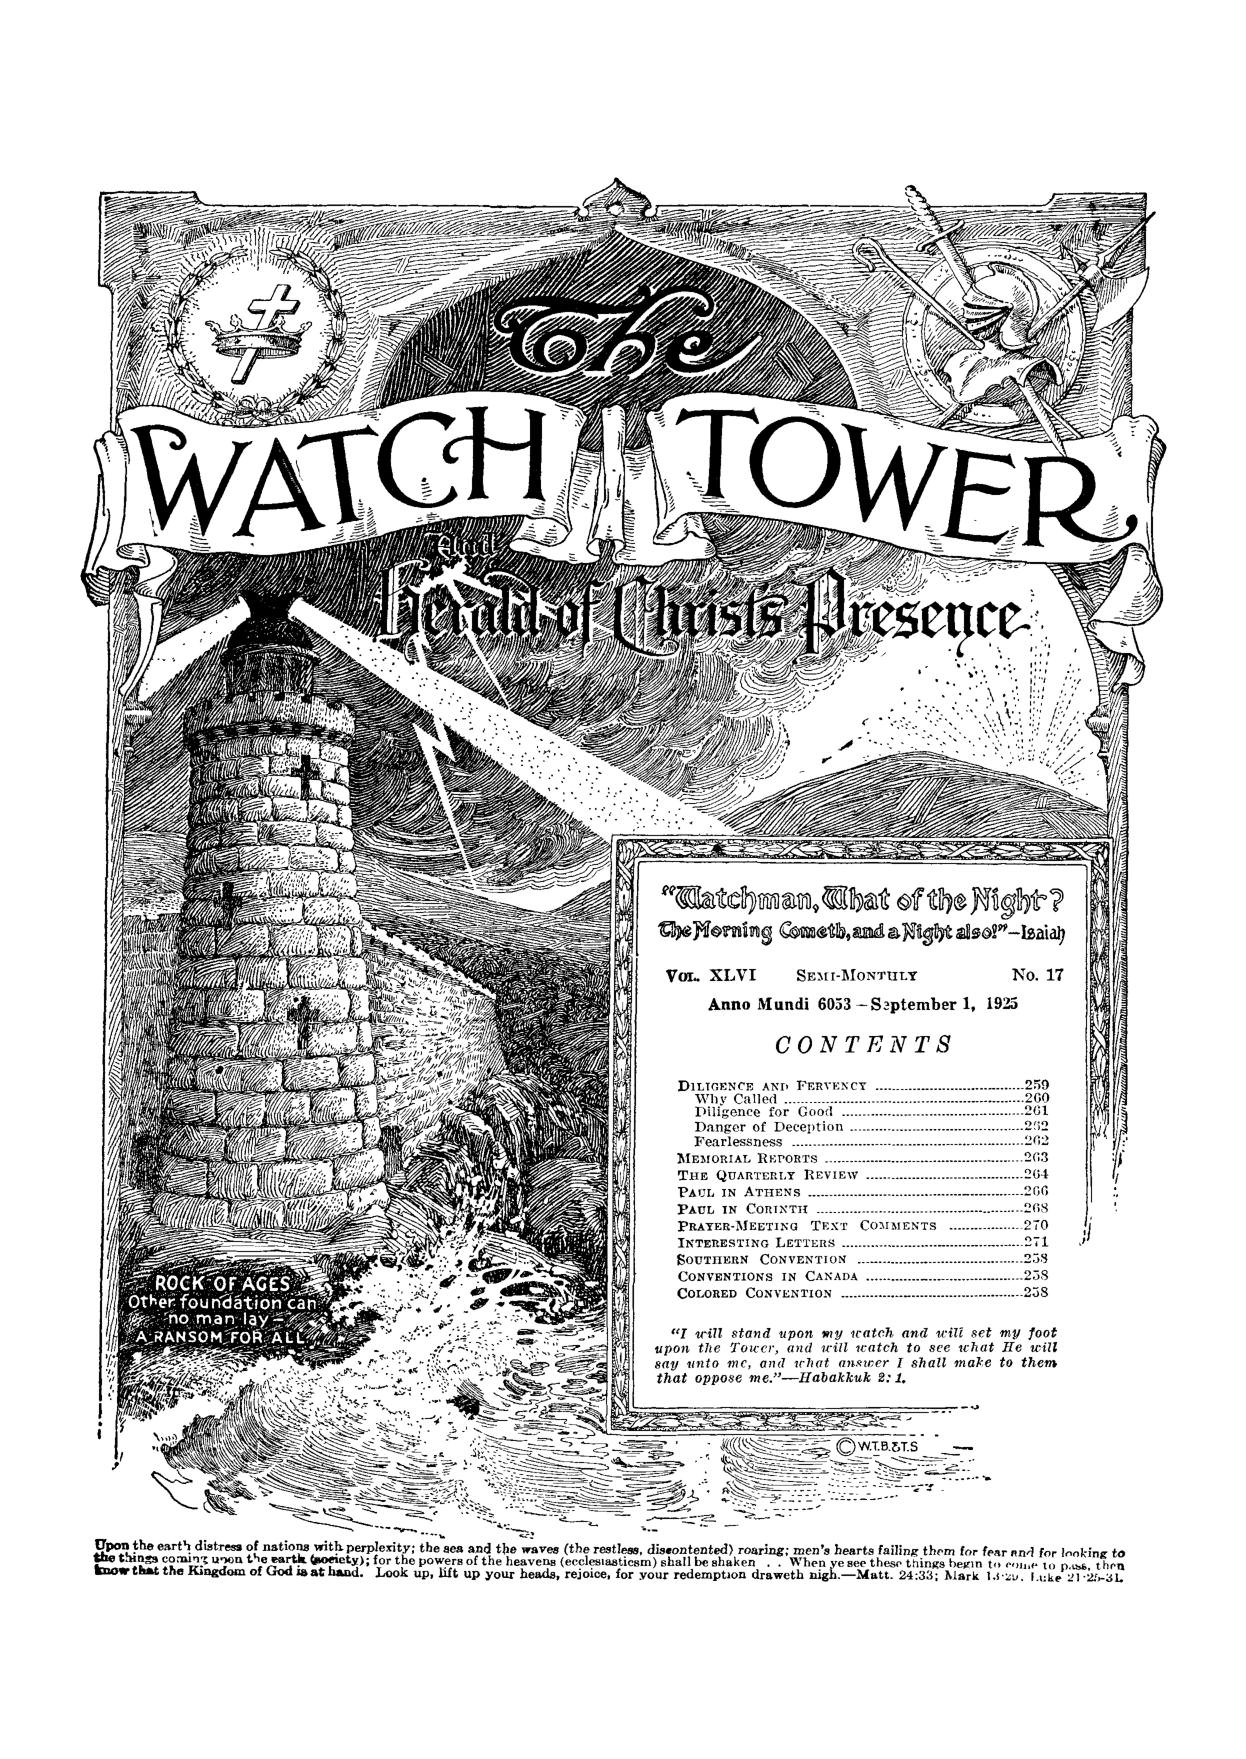 The
WATCH TOWER
And
Herald of Christ's Presence
"Watchman, What of the Night?
The Morning Cometh, and a Night also!"—Isaiah
VOL. XLVI SEMI-MONTHLY No. 17
Anno Mundi 6053 – September 1, 1925
CONTENTS
DILIGENCE AND FERVENCY 259
Why Called 260
Diligence for Good 261
Danger of Deception 262
Fearlessness 262
MEMORIAL REPORTS 263
THE QUARTERLY REVIEW 264
PAUL IN ATHENS 266
PAUL IN CORINTH 268
PRAYER-MEETING TEXT COMMENTS 270
INTERESTING LETTERS 271
SOUTHERN CONVENTION 258
CONVENTIONS IN CANADA 258
COLORED CONVENTION 258
"I will stand upon my watch and will set my foot
upon the Tower, and will watch to see what He will
say unto me, and what answer I shall make to them
that oppose me."—Habakkuk 2:1.
ROCK OF AGES
Other foundation can
no man lay –
A RANSOM FOR ALL
© W.T.B.&T.S
Upon the earth distress of nations with perplexity; the sea and the waves (the restless, discontented) roaring; men's hearts failing them for fear and for looking to
the things coming upon the earth (society); for the powers of the heavens (ecclesiasticsm) shall be shaken . . When ye see these things begin to come to pass, then
know that the Kingdom of God is at hand. Look up, lift up your heads, rejoice, for your redemption draweth nigh.—Matt. 24:33; Mark 13:29; Luke 21:25-31.